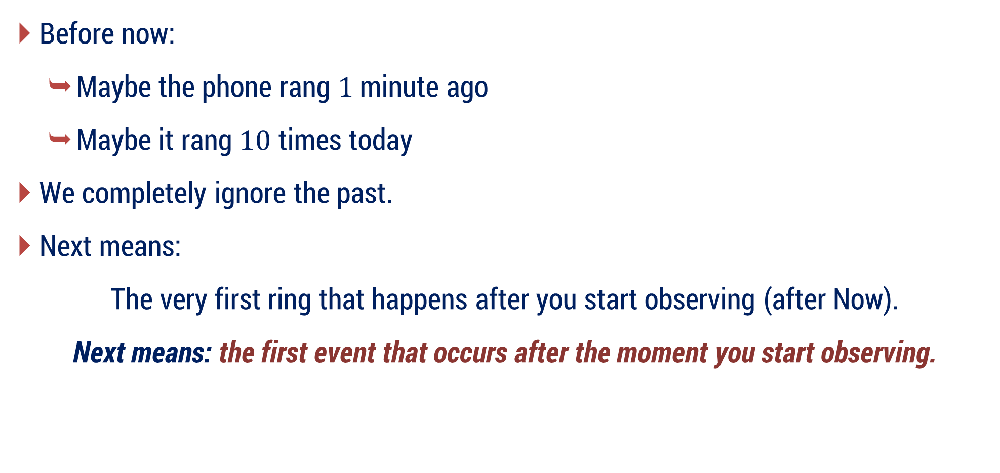 Before now:
Maybe the phone rang 1 minute ago
Maybe it rang 10 times today
We completely ignore the past.
Next means:
The very first ring that happens after you start observing (after Now).
Next means: the first event that occurs after the moment you start observing.